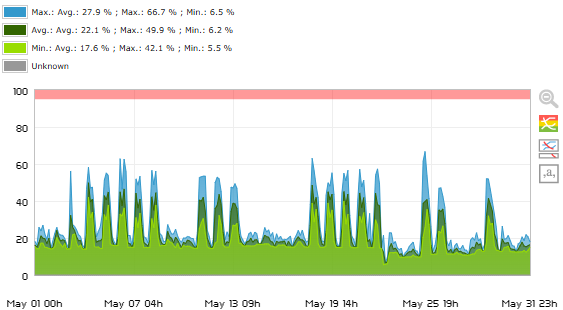 Max.: Avg.: 27.9 % ; Max.: 66.7 % ; Min.: 6.5 %
Avg.: Avg.: 22.1 % ; Max.: 49.9 % ; Min.: 6.2 %
Min.: Avg.: 17.6 % ; Max.: 42.1 % ; Min.: 5.5 %
Unknown
100
80
60
40
20
0
May 01 00h May 07 04h May 13 09h May 19 14h May 25 19h May 31 23h
,a,